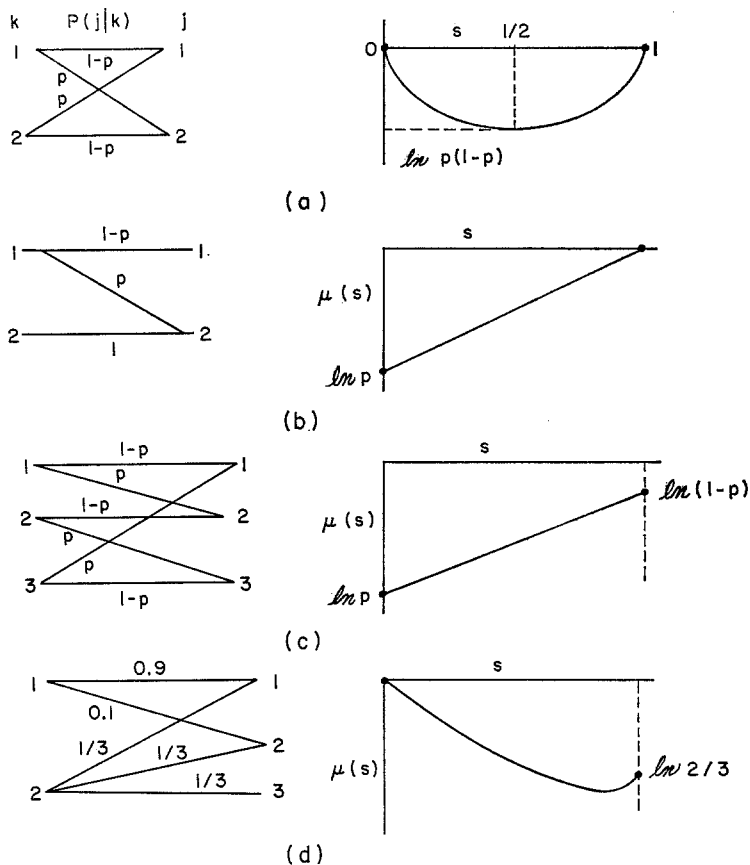 k P(j|k) j
1 1-p 1
p
p
2 1-p 2
0 s 1/2 1
ln p(1-p)
(a)
1 1-p 1.
p
2 1 2
s
μ(s)
ln p
(b)
1 1-p 1
p
2 1-p 2
p
p
3 1-p 3
s
μ(s)
ln(1-p)
ln p
(c)
1 0.9 1
0.1
1/3 1/3 2
2 1/3 3
s
μ(s)
ln 2/3
(d)